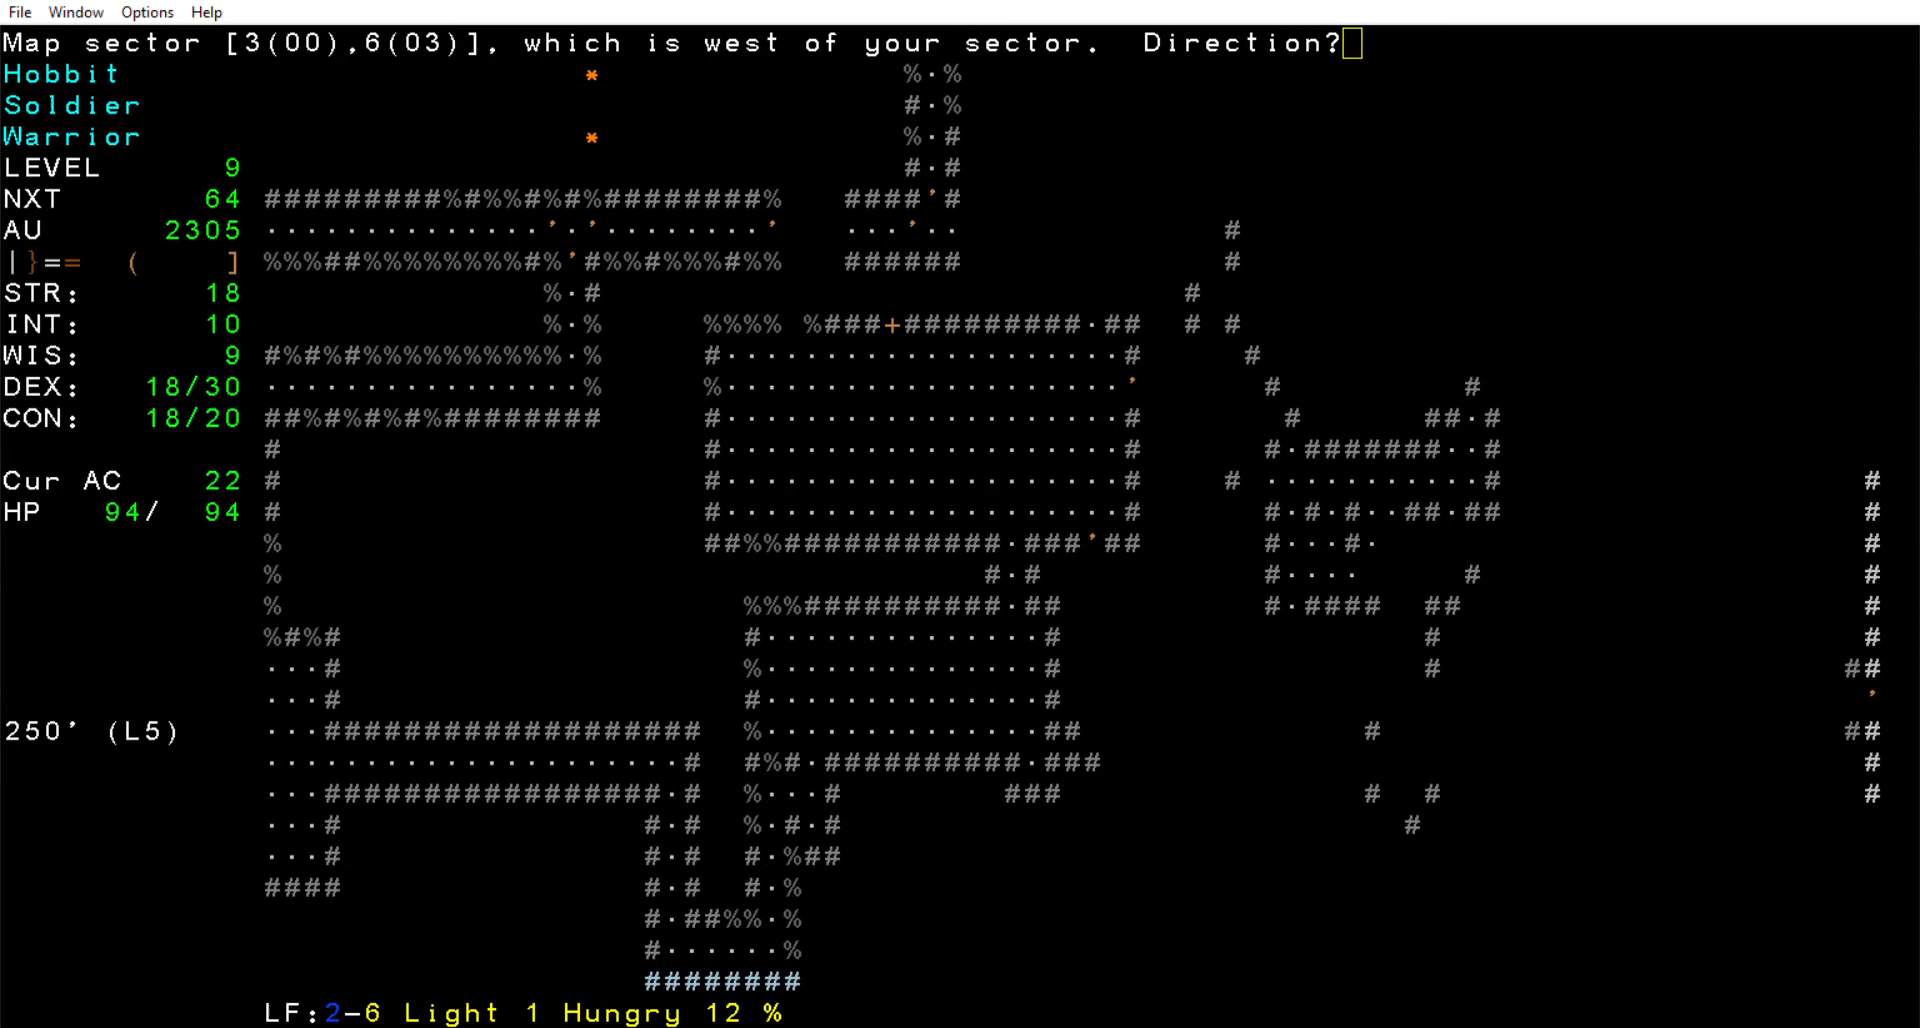 File Window Options Help
Map sector [3(00),6(03)], which is west of your sector. Direction?
Hobbit
Soldier
Warrior
LEVEL 9
NXT 64
AU 2305
|}== ( ]
STR: 18
INT: 10
WIS: 9
DEX: 18/30
CON: 18/20
Cur AC 22
HP 94/ 94
250' (L5)
LF:2-6 Light 1 Hungry 12 %